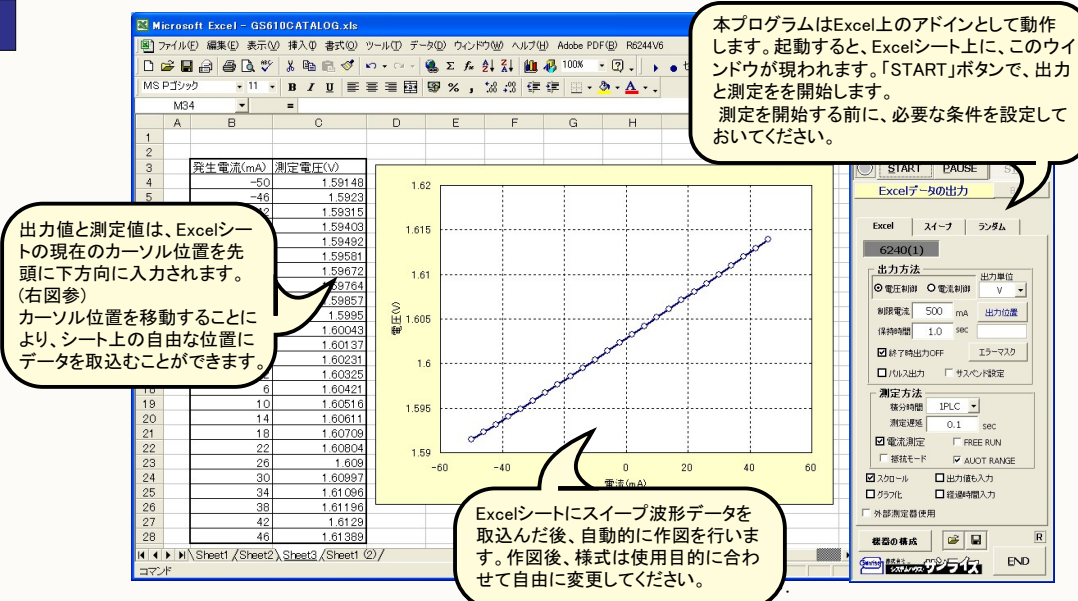 Microsoft Excel - GS610CATALOG.xls
ファイル(F) 編集(E) 表示(V) 挿入(I) 書式(O) ツール(T) データ(D) ウィンドウ(W) ヘルプ(H) Adobe PDF(B) R6244V6
100%
MS Pゴシック 11 B I U
M34 =
A B C D E F G H
1
2
3 発生電流(mA) 測定電圧(V)
4 -50 1.59148
5 -46 1.5923
1.59315
1.59403
1.59492
1.59581
1.59672
1.59764
1.59857
1.5995
1.60043
1.60137
1.60231
1.60325
18 6 1.60421
19 10 1.60516
20 14 1.60611
21 18 1.60709
22 22 1.60804
23 26 1.609
24 30 1.60997
25 34 1.61096
26 38 1.61196
27 42 1.6129
28 46 1.61389
Sheet1 Sheet2 Sheet3 Sheet1 (2)
コマンド
1.62
1.615
1.61
1.605
1.6
1.595
1.59
電圧(V)
-60 -40 0 20 40 60
電流(mA)
本プログラムはExcel上のアドインとして動作
します。起動すると、Excelシート上に、このウイ
ンドウが現われます。「START」ボタンで、出力
と測定をを開始します。
測定を開始する前に、必要な条件を設定して
おいてください。
出力値と測定値は、Excelシー
トの現在のカーソル位置を先
頭に下方向に入力されます。
(右図参)
カーソル位置を移動することに
より、シート上の自由な位置に
データを取込むことができます。
Excelシートにスイープ波形データを
取込んだ後、自動的に作図を行いま
す。作図後、様式は使用目的に合わ
せて自由に変更してください。
START PAUSE
Excelデータの出力
Excel スイープ ランダム
6240(1)
出力方法
出力単位
電圧制御 電流制御 V
制限電流 500 mA 出力位置
保持時間 1.0 sec
終了時出力OFF エラーマスク
パルス出力 サスペンド設定
測定方法
積分時間 1PLC
測定遅延 0.1 sec
電流測定 FREE RUN
抵抗モード AUOT RANGE
スクロール 出力値も入力
グラフ化 経過時間入力
外部測定器使用
機器の構成 R
サンライズ END